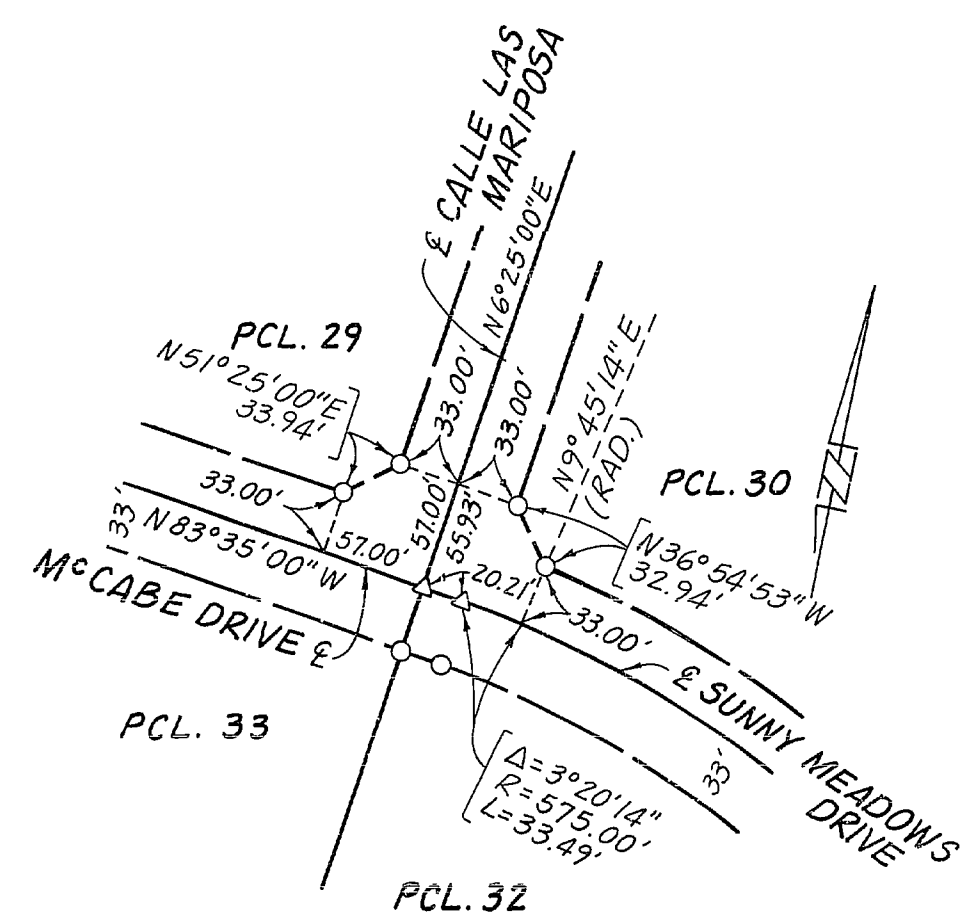 ℄ CALLE LAS
MARIPOSA
N6°25'00"E
PCL. 29
N51°25'00"E
33.94'
33.00'
33.00'
N9°45'14"E
(RAD.)
PCL. 30
33.00'
57.00'
55.93'
N36°54'53"W
32.94'
33'
N83°35'00"W
57.00'
20.21'
33.00'
McCABE DRIVE ℄
℄ SUNNY MEADOWS
DRIVE
33'
PCL. 33
Δ=3°20'14"
R=575.00'
L=33.49'
PCL. 32